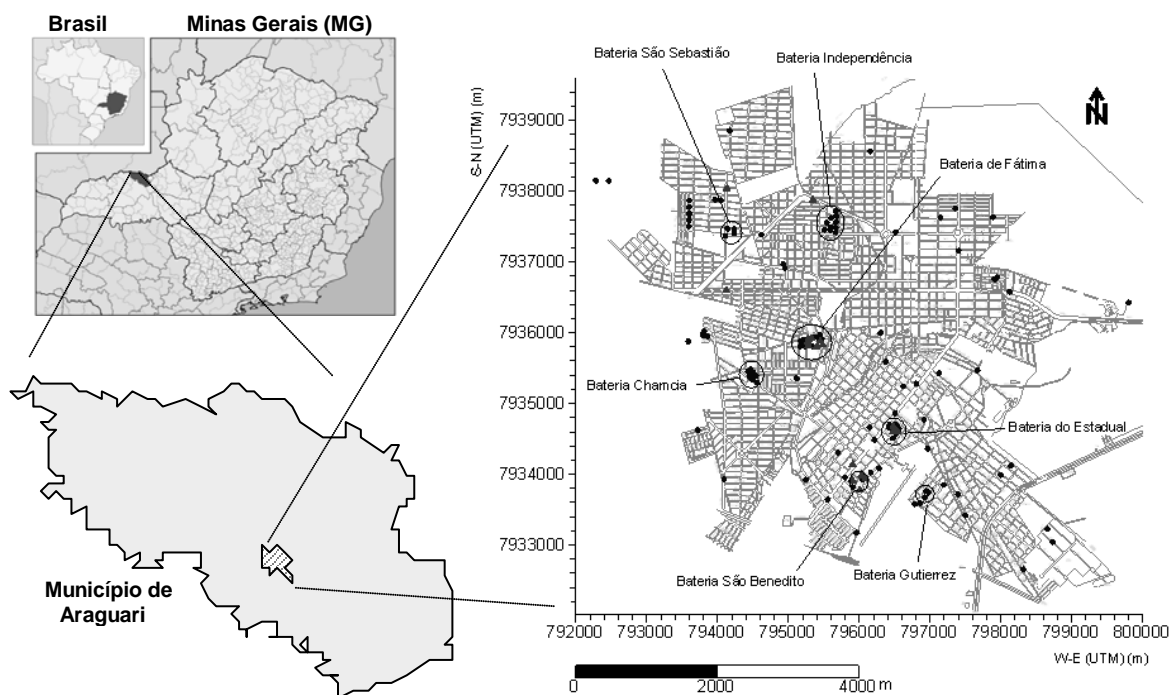 Brasil
Minas Gerais (MG)
Bateria São Sebastião
Bateria Independência
Bateria de Fátima
N
S-N (UTM) (m)
7939000
7938000
7937000
7936000
7935000
7934000
7933000
Bateria Chamcia
Bateria do Estadual
Bateria São Benedito
Bateria Gutierrez
Município de
Araguari
792000
793000
794000
795000
796000
797000
798000
799000
800000
W-E (UTM) (m)
0
2000
4000 m